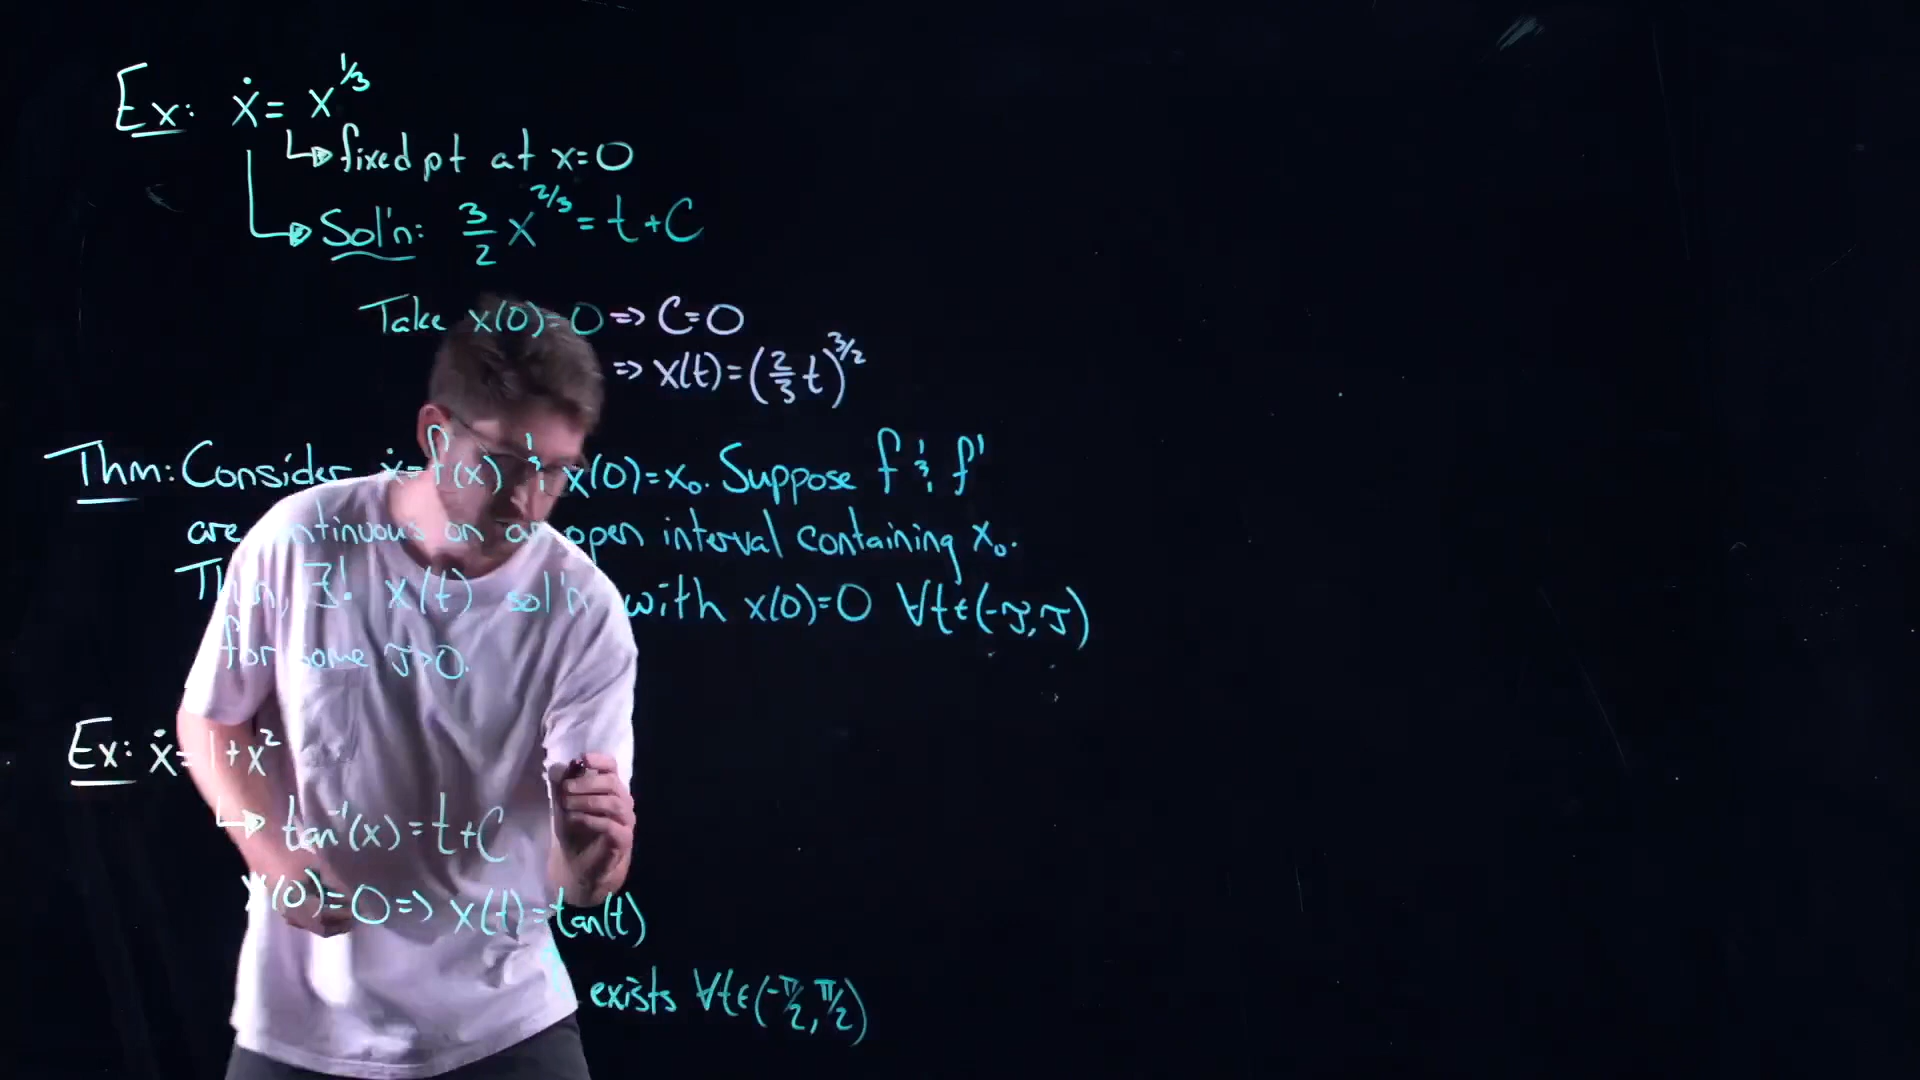 Ex: ẋ = x^1/3
↳ fixed pt at x=0
↳ Sol'n: 3/2 x^2/3 = t + C
Take x(0)=0 => C=0
=> x(t) = (2/3 t)^3/2
Thm: Consider ẋ=f(x) & x(0)=x₀. Suppose f & f'
are continuous on an open interval containing x₀.
Then, ∃! x(t) sol'n with x(0)=0 ∀t∈(-τ,τ)
for some τ>0.
Ex: ẋ = 1+x²
↳ tan⁻¹(x) = t+C
x(0)=0 => x(t)=tan(t)
exists ∀t∈(-π/2, π/2)